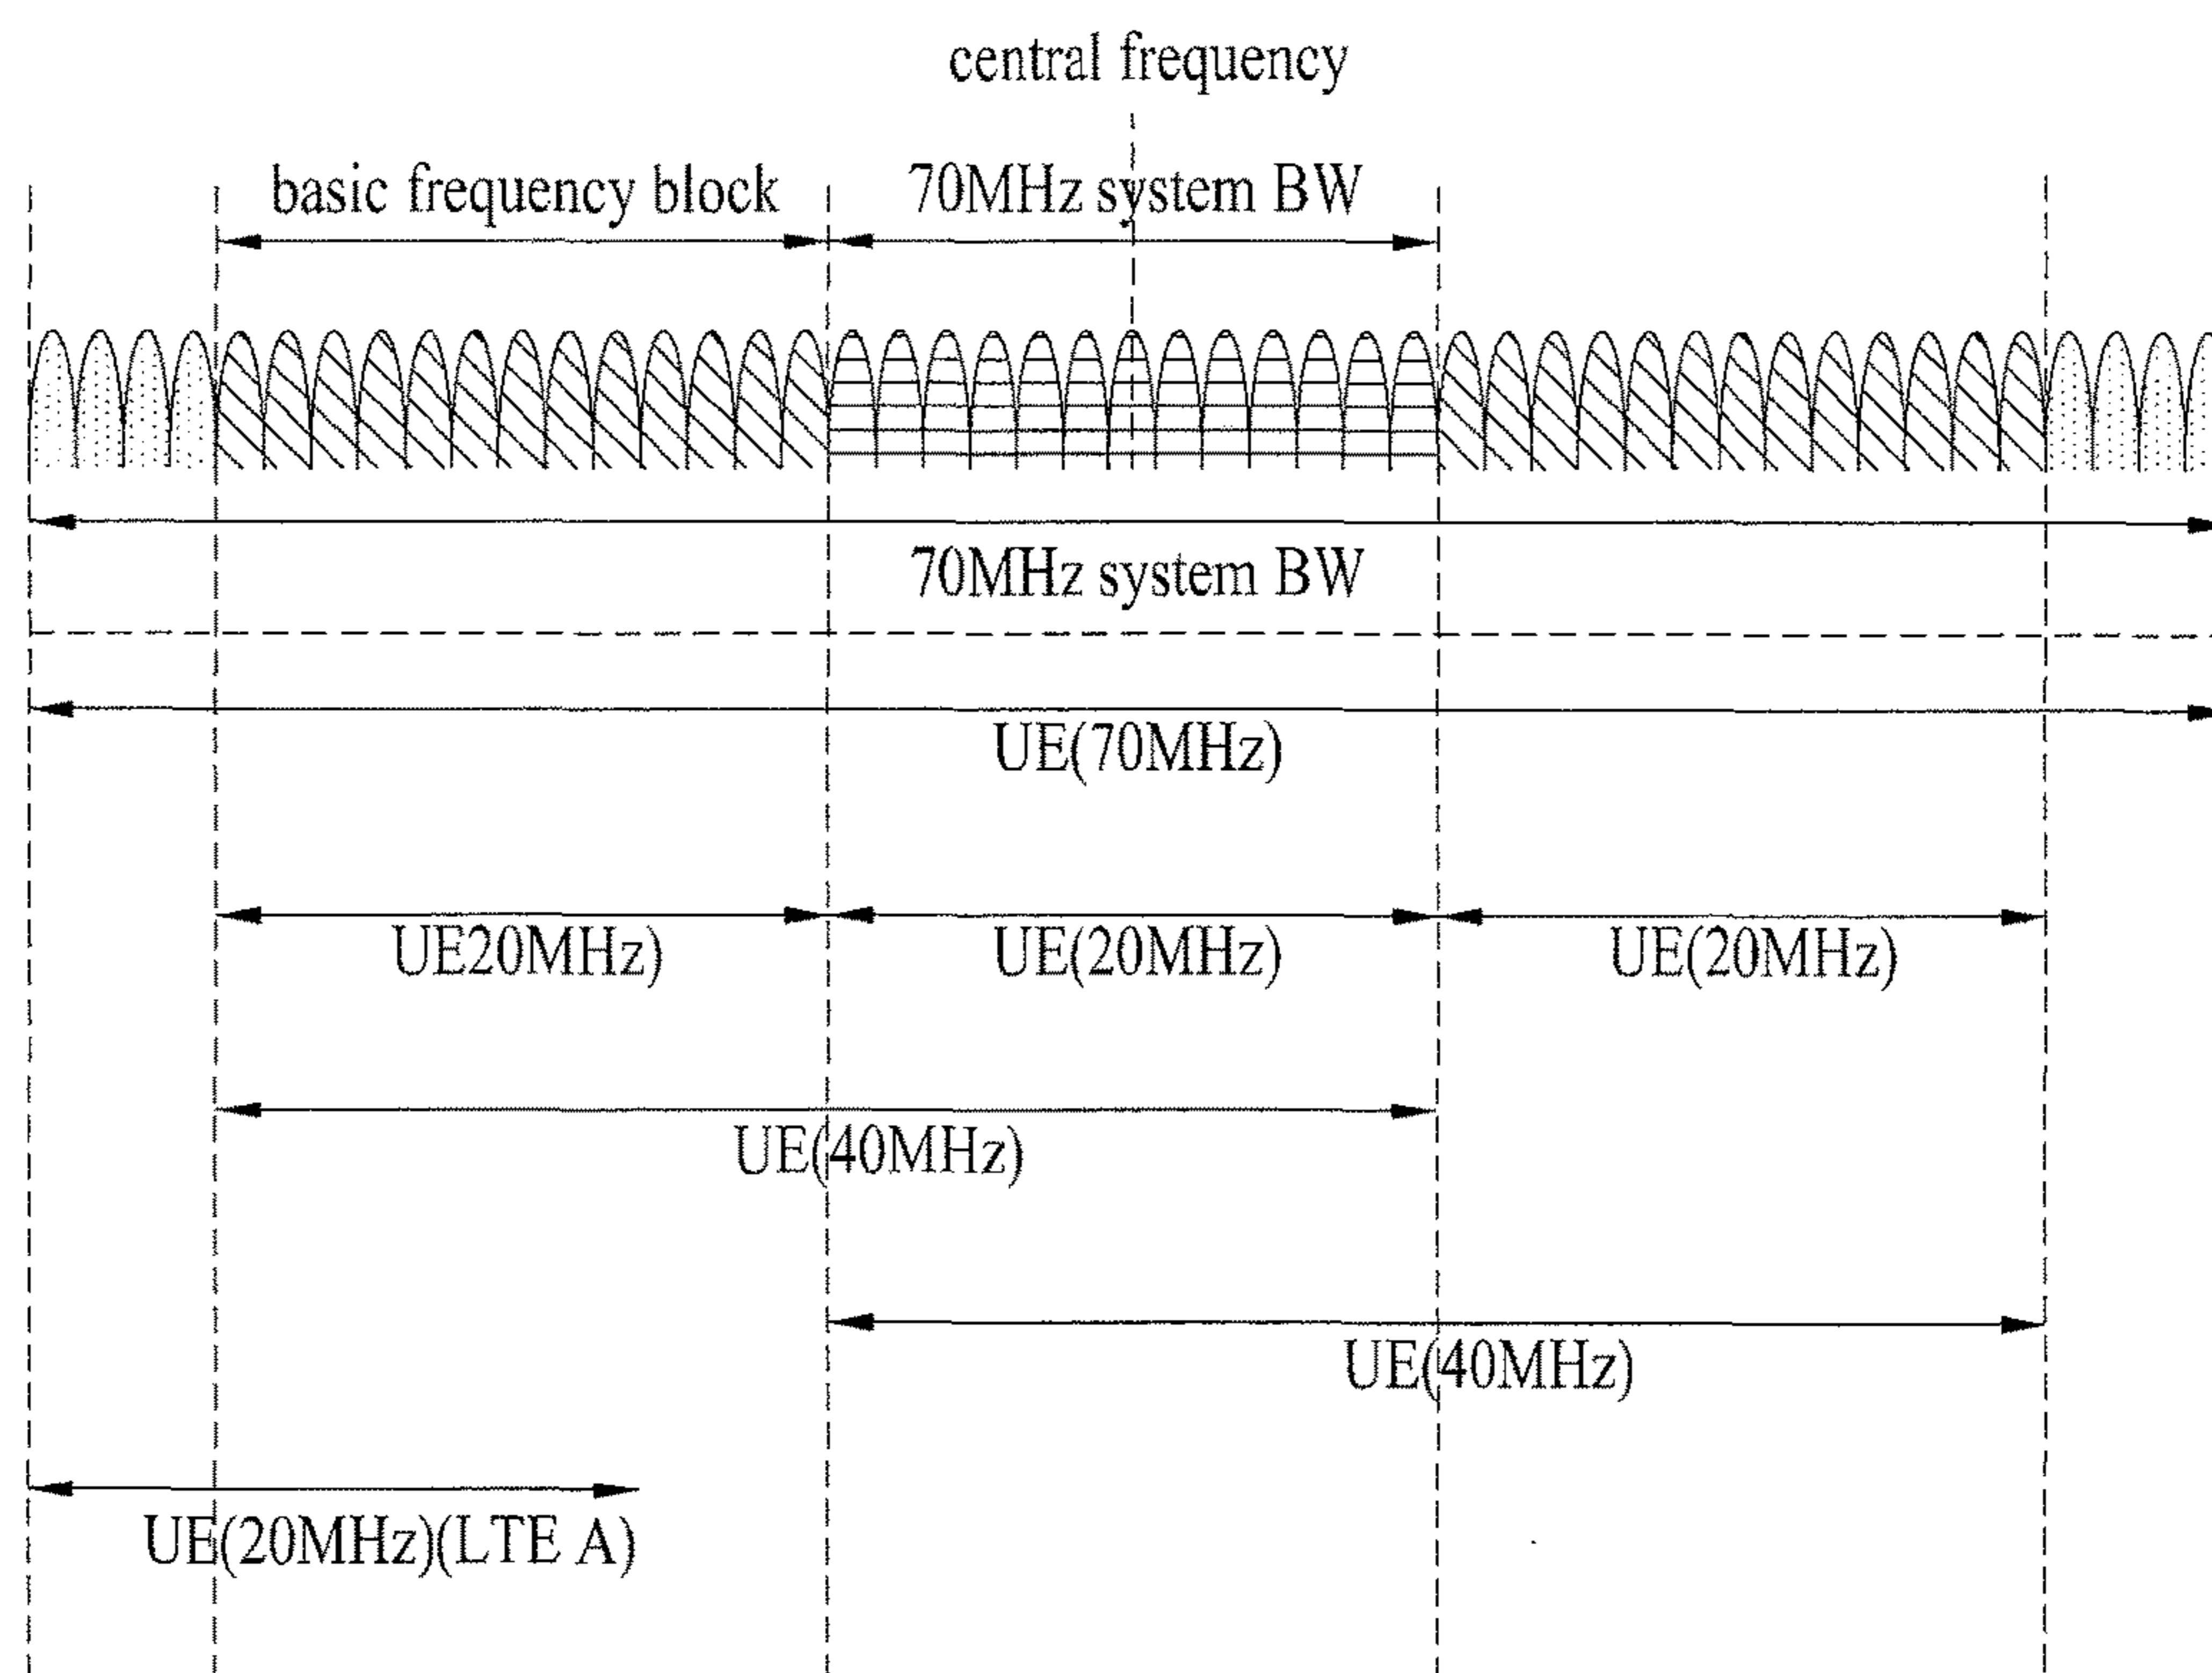 central frequency
basic frequency block
70MHz system BW
70MHz system BW
UE(70MHz)
UE20MHz)
UE(20MHz)
UE(20MHz)
UE(40MHz)
UE(40MHz)
UE(20MHz)(LTE A)